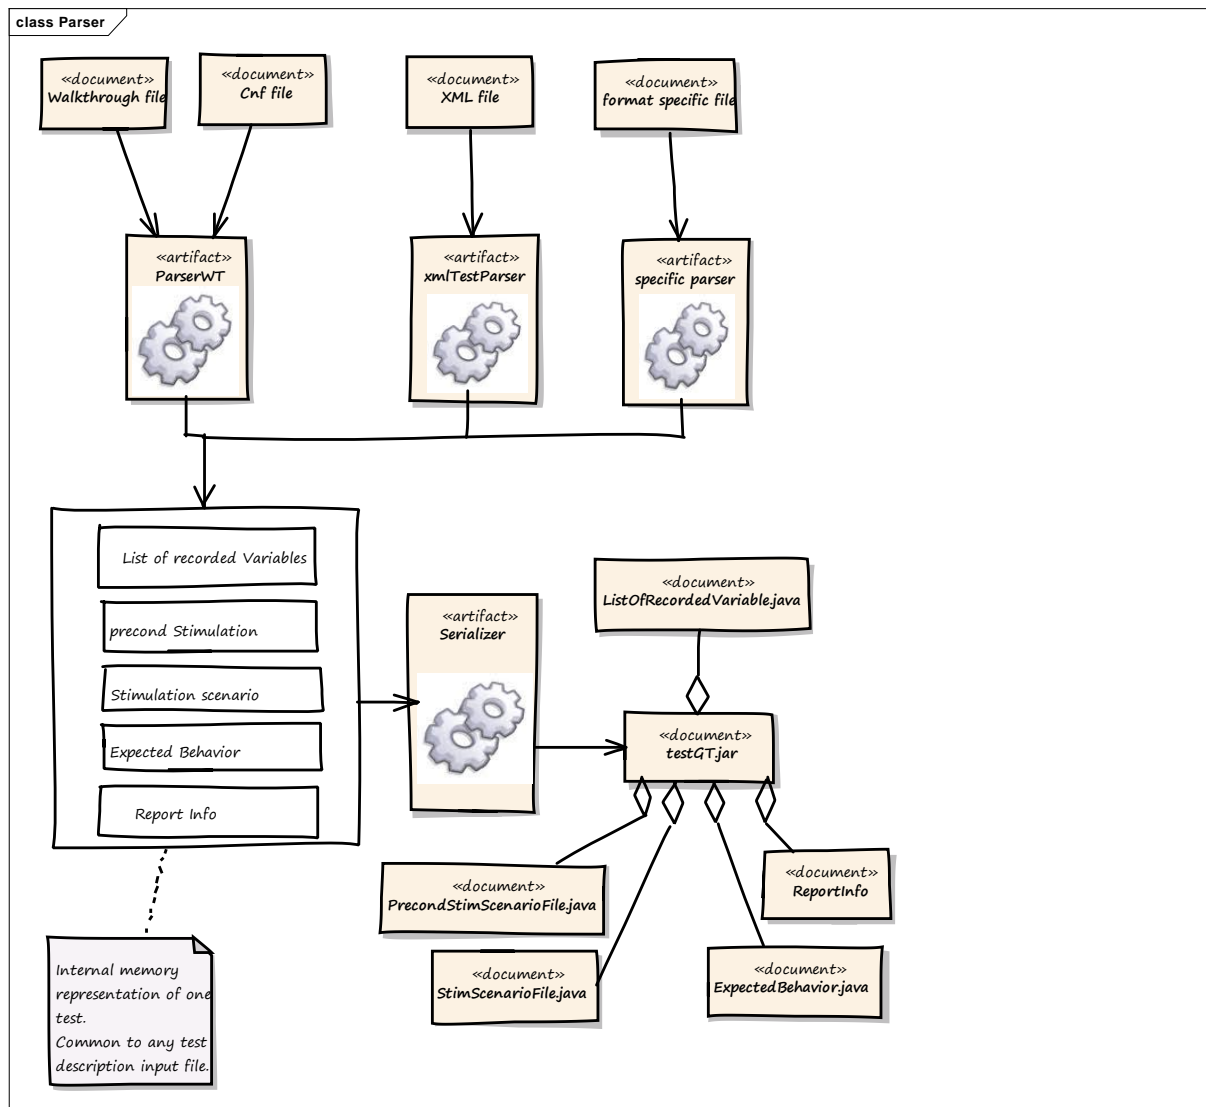 class Parser
«document»
Walkthrough file
«document»
Cnf file
«document»
XML file
«document»
format specific file
«artifact»
ParserWT
«artifact»
xmlTestParser
«artifact»
specific parser
List of recorded Variables
precond Stimulation
Stimulation scenario
Expected Behavior
Report Info
«artifact»
Serializer
«document»
ListOfRecordedVariable.java
«document»
testGT.jar
«document»
PrecondStimScenarioFile.java
«document»
ReportInfo
«document»
StimScenarioFile.java
«document»
ExpectedBehavior.java
Internal memory
representation of one
test.
Common to any test
description input file.